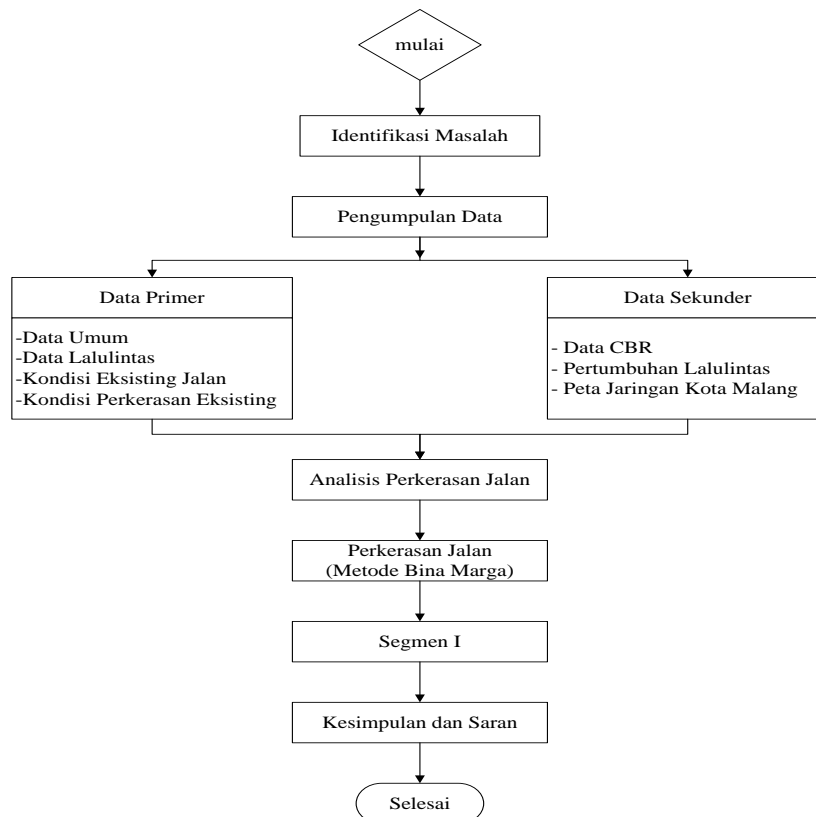 mulai
Identifikasi Masalah
Pengumpulan Data
Data Primer
-Data Umum
-Data Lalulintas
-Kondisi Eksisting Jalan
-Kondisi Perkerasan Eksisting
Data Sekunder
- Data CBR
- Pertumbuhan Lalulintas
- Peta Jaringan Kota Malang
Analisis Perkerasan Jalan
Perkerasan Jalan
(Metode Bina Marga)
Segmen I
Kesimpulan dan Saran
Selesai